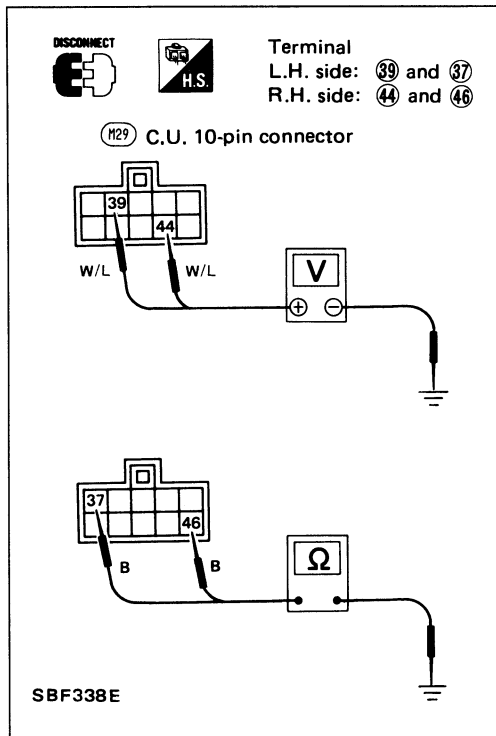 DISCONNECT
H.S.
Terminal
L.H. side: 39 and 37
R.H. side: 44 and 46
M29 C.U. 10-pin connector
39
44
W/L W/L
V
+ −
37
46
B B
Ω
SBF338E